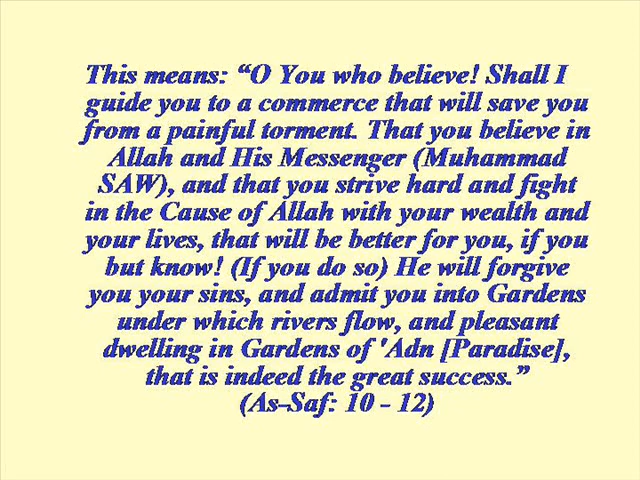 This means: “O You who believe! Shall I
guide you to a commerce that will save you
from a painful torment. That you believe in
Allah and His Messenger (Muhammad
SAW), and that you strive hard and fight
in the Cause of Allah with your wealth and
your lives, that will be better for you, if you
but know! (If you do so) He will forgive
you your sins, and admit you into Gardens
under which rivers flow, and pleasant
dwelling in Gardens of 'Adn [Paradise],
that is indeed the great success.”
(As-Saf: 10 - 12)